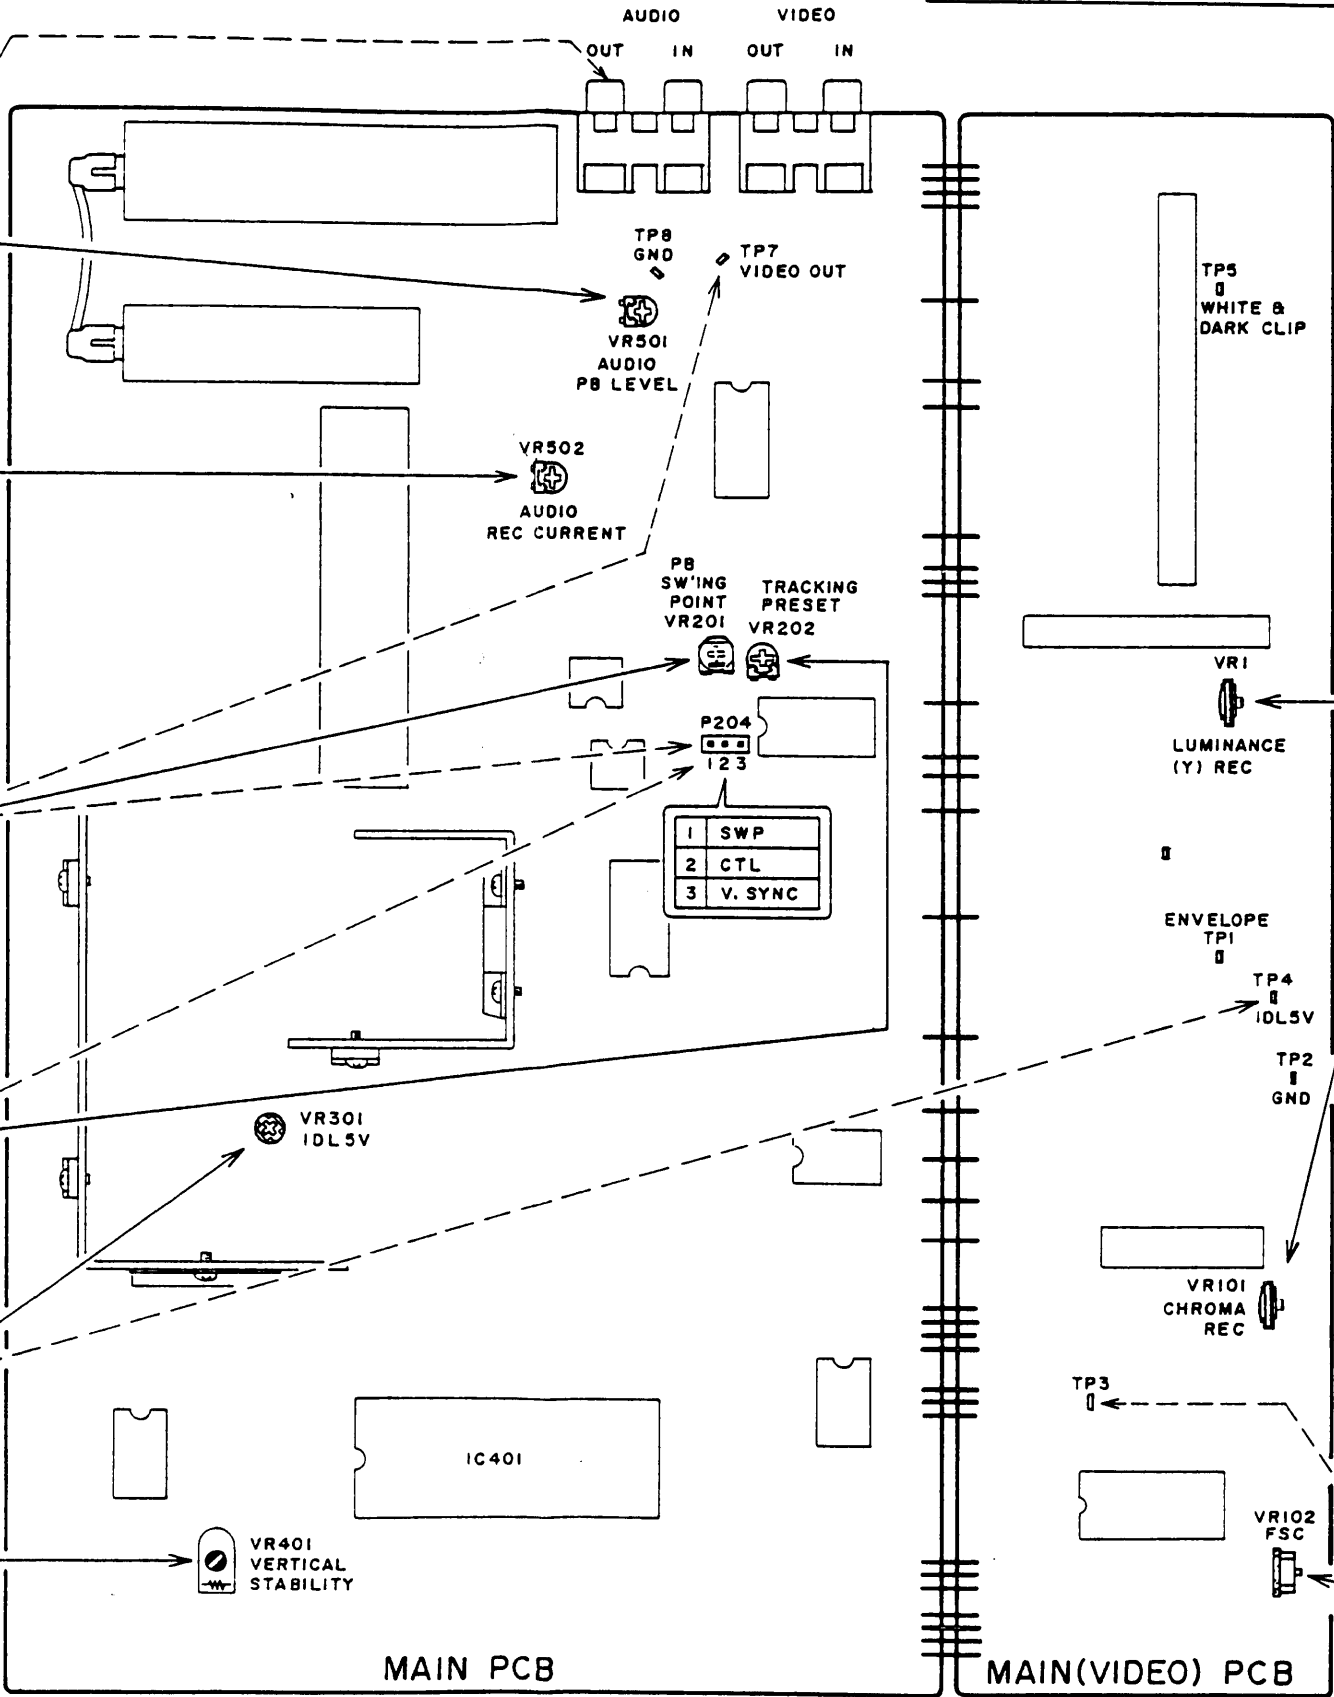 AUDIO VIDEO
OUT IN OUT IN
TP8
GND
TP7
VIDEO OUT
VR501
AUDIO
PB LEVEL
TP5
WHITE &
DARK CLIP
VR502
AUDIO
REC CURRENT
PB
SW'ING
POINT
VR201
TRACKING
PRESET
VR202
VR1
LUMINANCE
(Y) REC
P204
1 2 3
1 SWP
2 CTL
3 V. SYNC
ENVELOPE
TP1
TP4
IDL5V
TP2
GND
VR301
IDL5V
VR101
CHROMA
REC
TP3
IC401
VR102
FSC
VR401
VERTICAL
STABILITY
MAIN PCB
MAIN(VIDEO) PCB